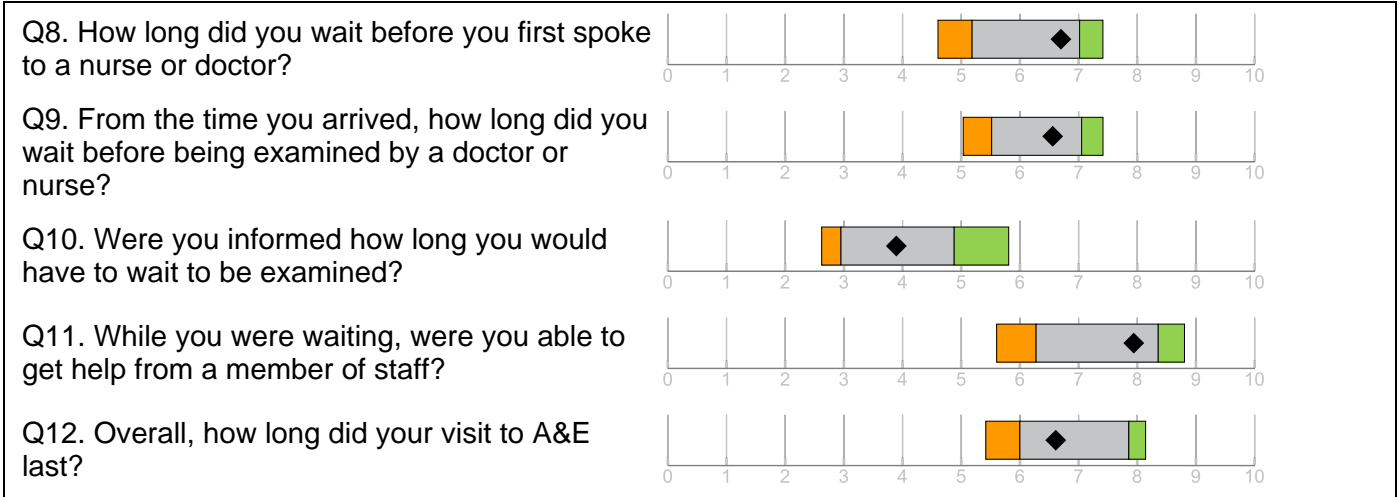 Q8. How long did you wait before you first spoke
to a nurse or doctor?
0 1 2 3 4 5 6 7 8 9 10
Q9. From the time you arrived, how long did you
wait before being examined by a doctor or
nurse?
0 1 2 3 4 5 6 7 8 9 10
Q10. Were you informed how long you would
have to wait to be examined?
0 1 2 3 4 5 6 7 8 9 10
Q11. While you were waiting, were you able to
get help from a member of staff?
0 1 2 3 4 5 6 7 8 9 10
Q12. Overall, how long did your visit to A&E
last?
0 1 2 3 4 5 6 7 8 9 10